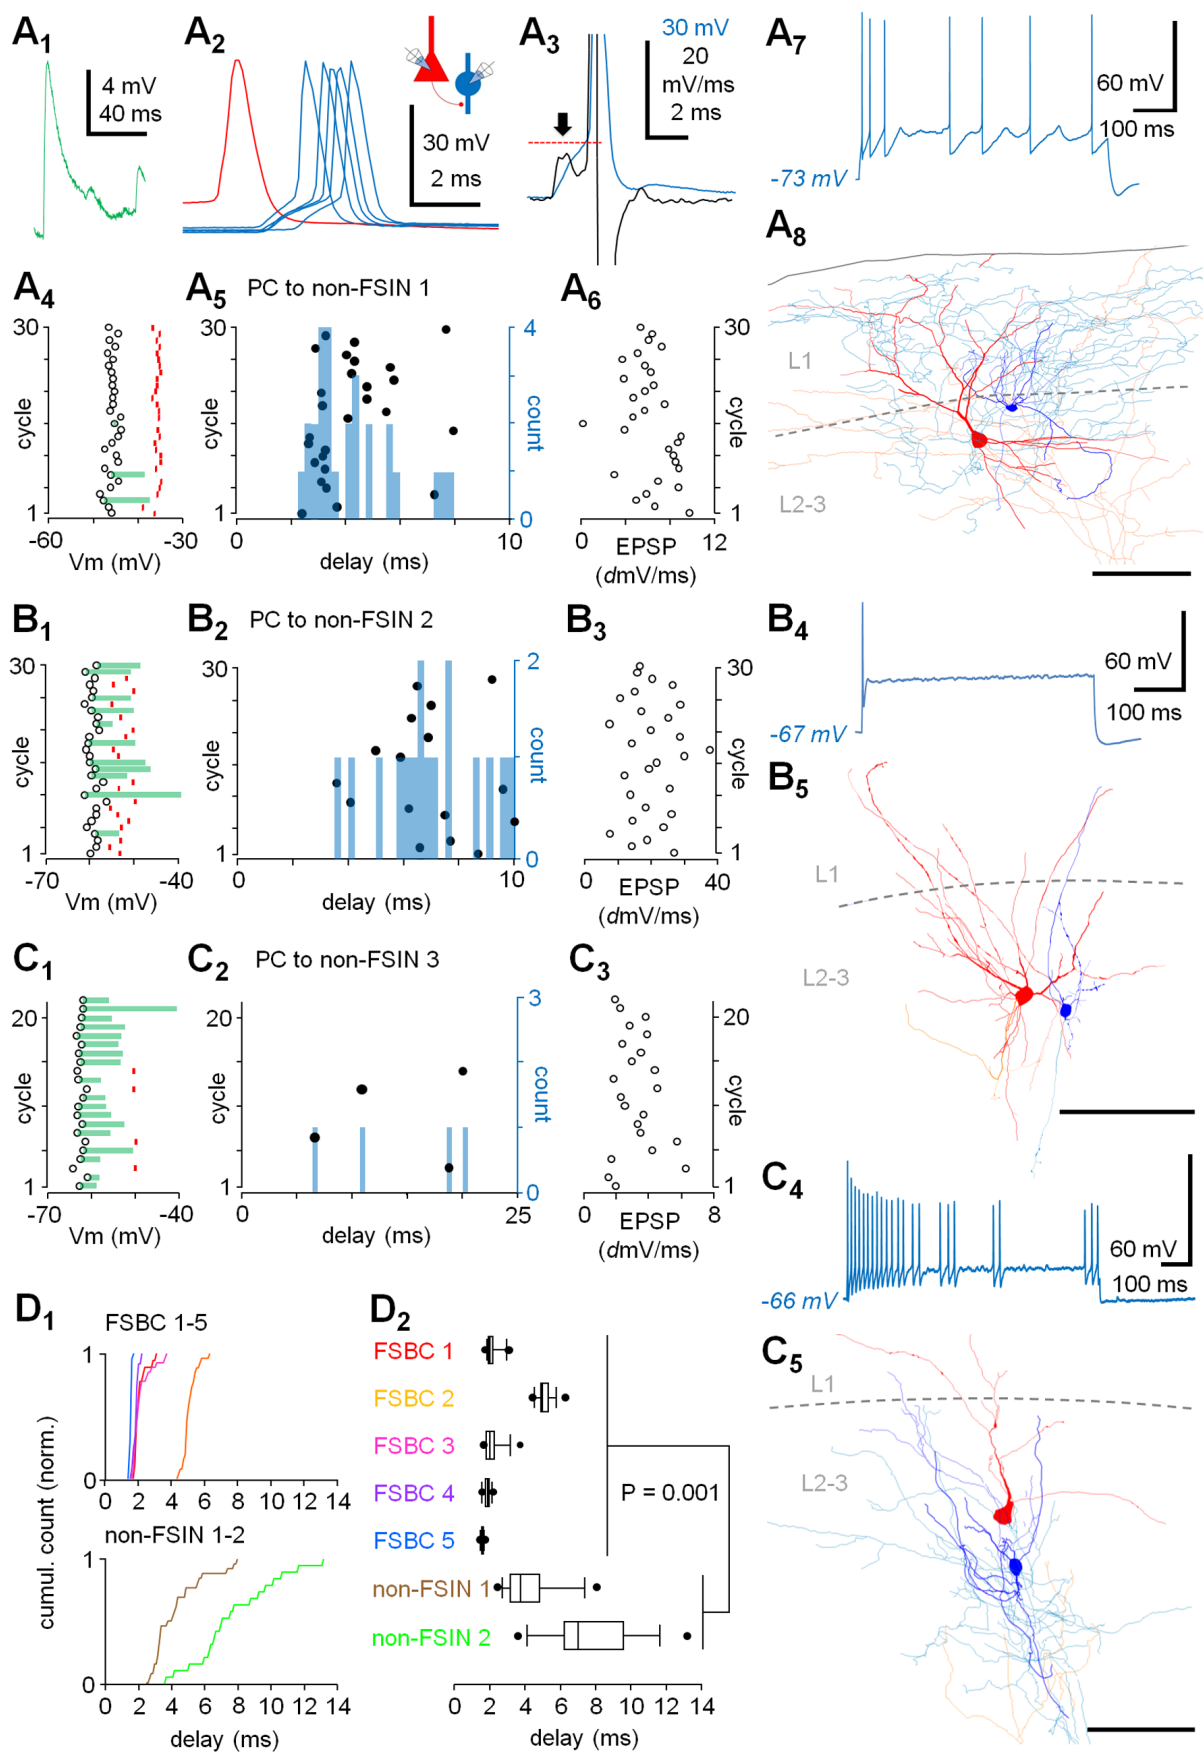 A1
4 mV
40 ms
A2
30 mV
2 ms
A3
30 mV
20
mV/ms
2 ms
A7
60 mV
100 ms
-73 mV
A8
L1
L2-3
A4
30
cycle
1
-60
-30
Vm (mV)
A5
PC to non-FSIN 1
4
count
0
0
10
delay (ms)
A6
30
cycle
1
0
EPSP
12
(dmV/ms)
B1
30
cycle
1
-70
-40
Vm (mV)
B2
PC to non-FSIN 2
30
cycle
1
2
count
0
0
10
delay (ms)
B3
30
cycle
1
0
EPSP
40
(dmV/ms)
B4
60 mV
100 ms
-67 mV
B5
L1
L2-3
C1
20
cycle
1
-70
-40
Vm (mV)
C2
PC to non-FSIN 3
20
cycle
1
3
count
0
0
25
delay (ms)
C3
20
cycle
1
0
EPSP
8
(dmV/ms)
C4
60 mV
100 ms
-66 mV
C5
L1
L2-3
D1
FSBC 1-5
1
0
0 2 4 6 8 10 12 14
non-FSIN 1-2
1
0
0 2 4 6 8 10 12 14
cumul. count (norm.)
delay (ms)
D2
FSBC 1
FSBC 2
FSBC 3
FSBC 4
FSBC 5
non-FSIN 1
non-FSIN 2
P = 0.001
0 2 4 6 8 10 12 14
delay (ms)